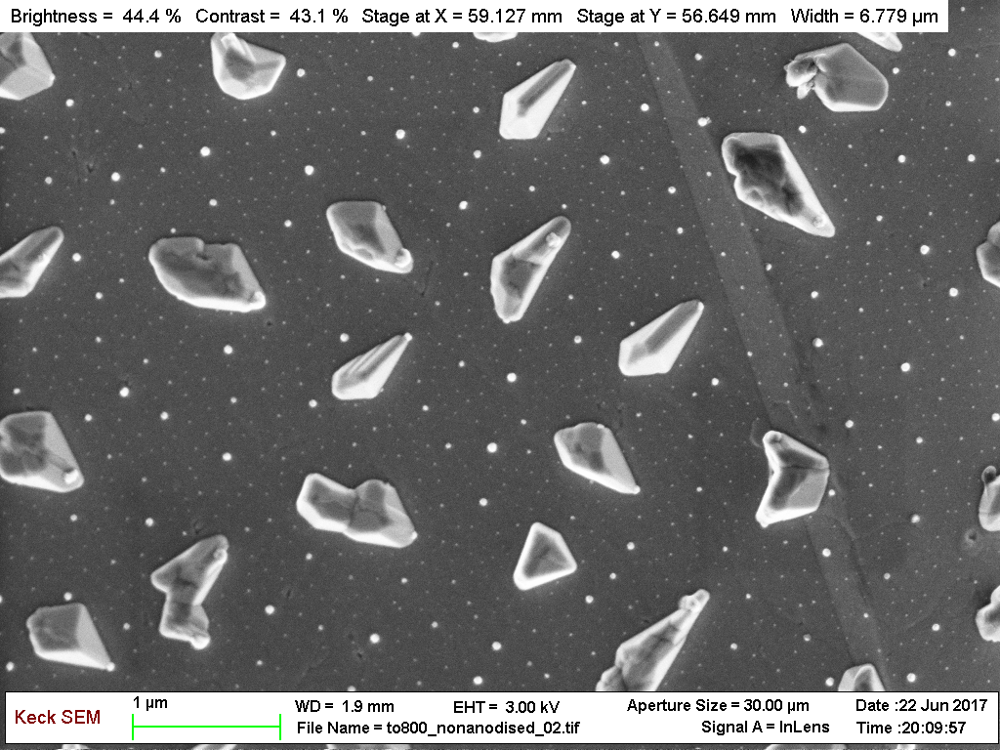 Brightness = 44.4 % Contrast = 43.1 % Stage at X = 59.127 mm Stage at Y = 56.649 mm Width = 6.779 µm
Keck SEM
1 µm
WD = 1.9 mm EHT = 3.00 kV Aperture Size = 30.00 µm Date :22 Jun 2017
File Name = to800_nonanodised_02.tif Signal A = InLens Time :20:09:57